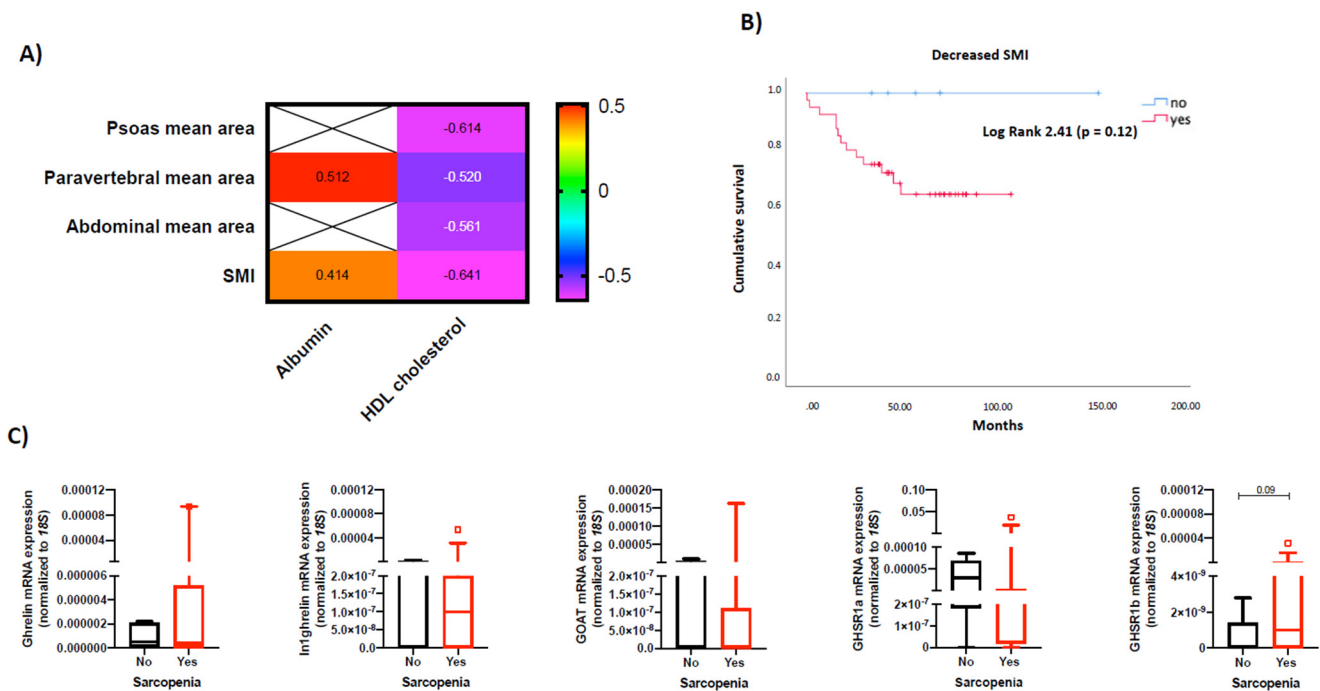 A)
Psoas mean area
-0.614
Paravertebral mean area
0.512
-0.520
Abdominal mean area
-0.561
SMI
0.414
-0.641
0.5
0
-0.5
Albumin
HDL cholesterol
B)
Decreased SMI
Cumulative survival
1.0
0.8
0.6
0.4
0.2
0.0
no
yes
Log Rank 2.41 (p = 0.12)
.00
50.00
100.00
150.00
200.00
Months
C)
Ghrelin mRNA expression
(normalized to 18S)
0.00012
0.00008
0.00004
0.000006
0.000004
0.000002
0.000000
No
Yes
Sarcopenia
In1ghrelin mRNA expression
(normalized to 18S)
0.00012
0.00008
0.00004
2.0×10-7
1.5×10-7
1.0×10-7
5.0×10-8
0.0
No
Yes
Sarcopenia
GOAT mRNA expression
(normalized to 18S)
0.00020
0.00015
0.00010
0.00005
2.0×10-7
1.5×10-7
1.0×10-7
5.0×10-8
0.0
No
Yes
Sarcopenia
GHSR1a mRNA expression
(normalized to 18S)
0.10
0.05
0.00010
0.00005
2×10-7
1×10-7
0
No
Yes
Sarcopenia
GHSR1b mRNA expression
(normalized to 18S)
0.00012
0.00008
0.00004
4×10-9
2×10-9
0
0.09
No
Yes
Sarcopenia